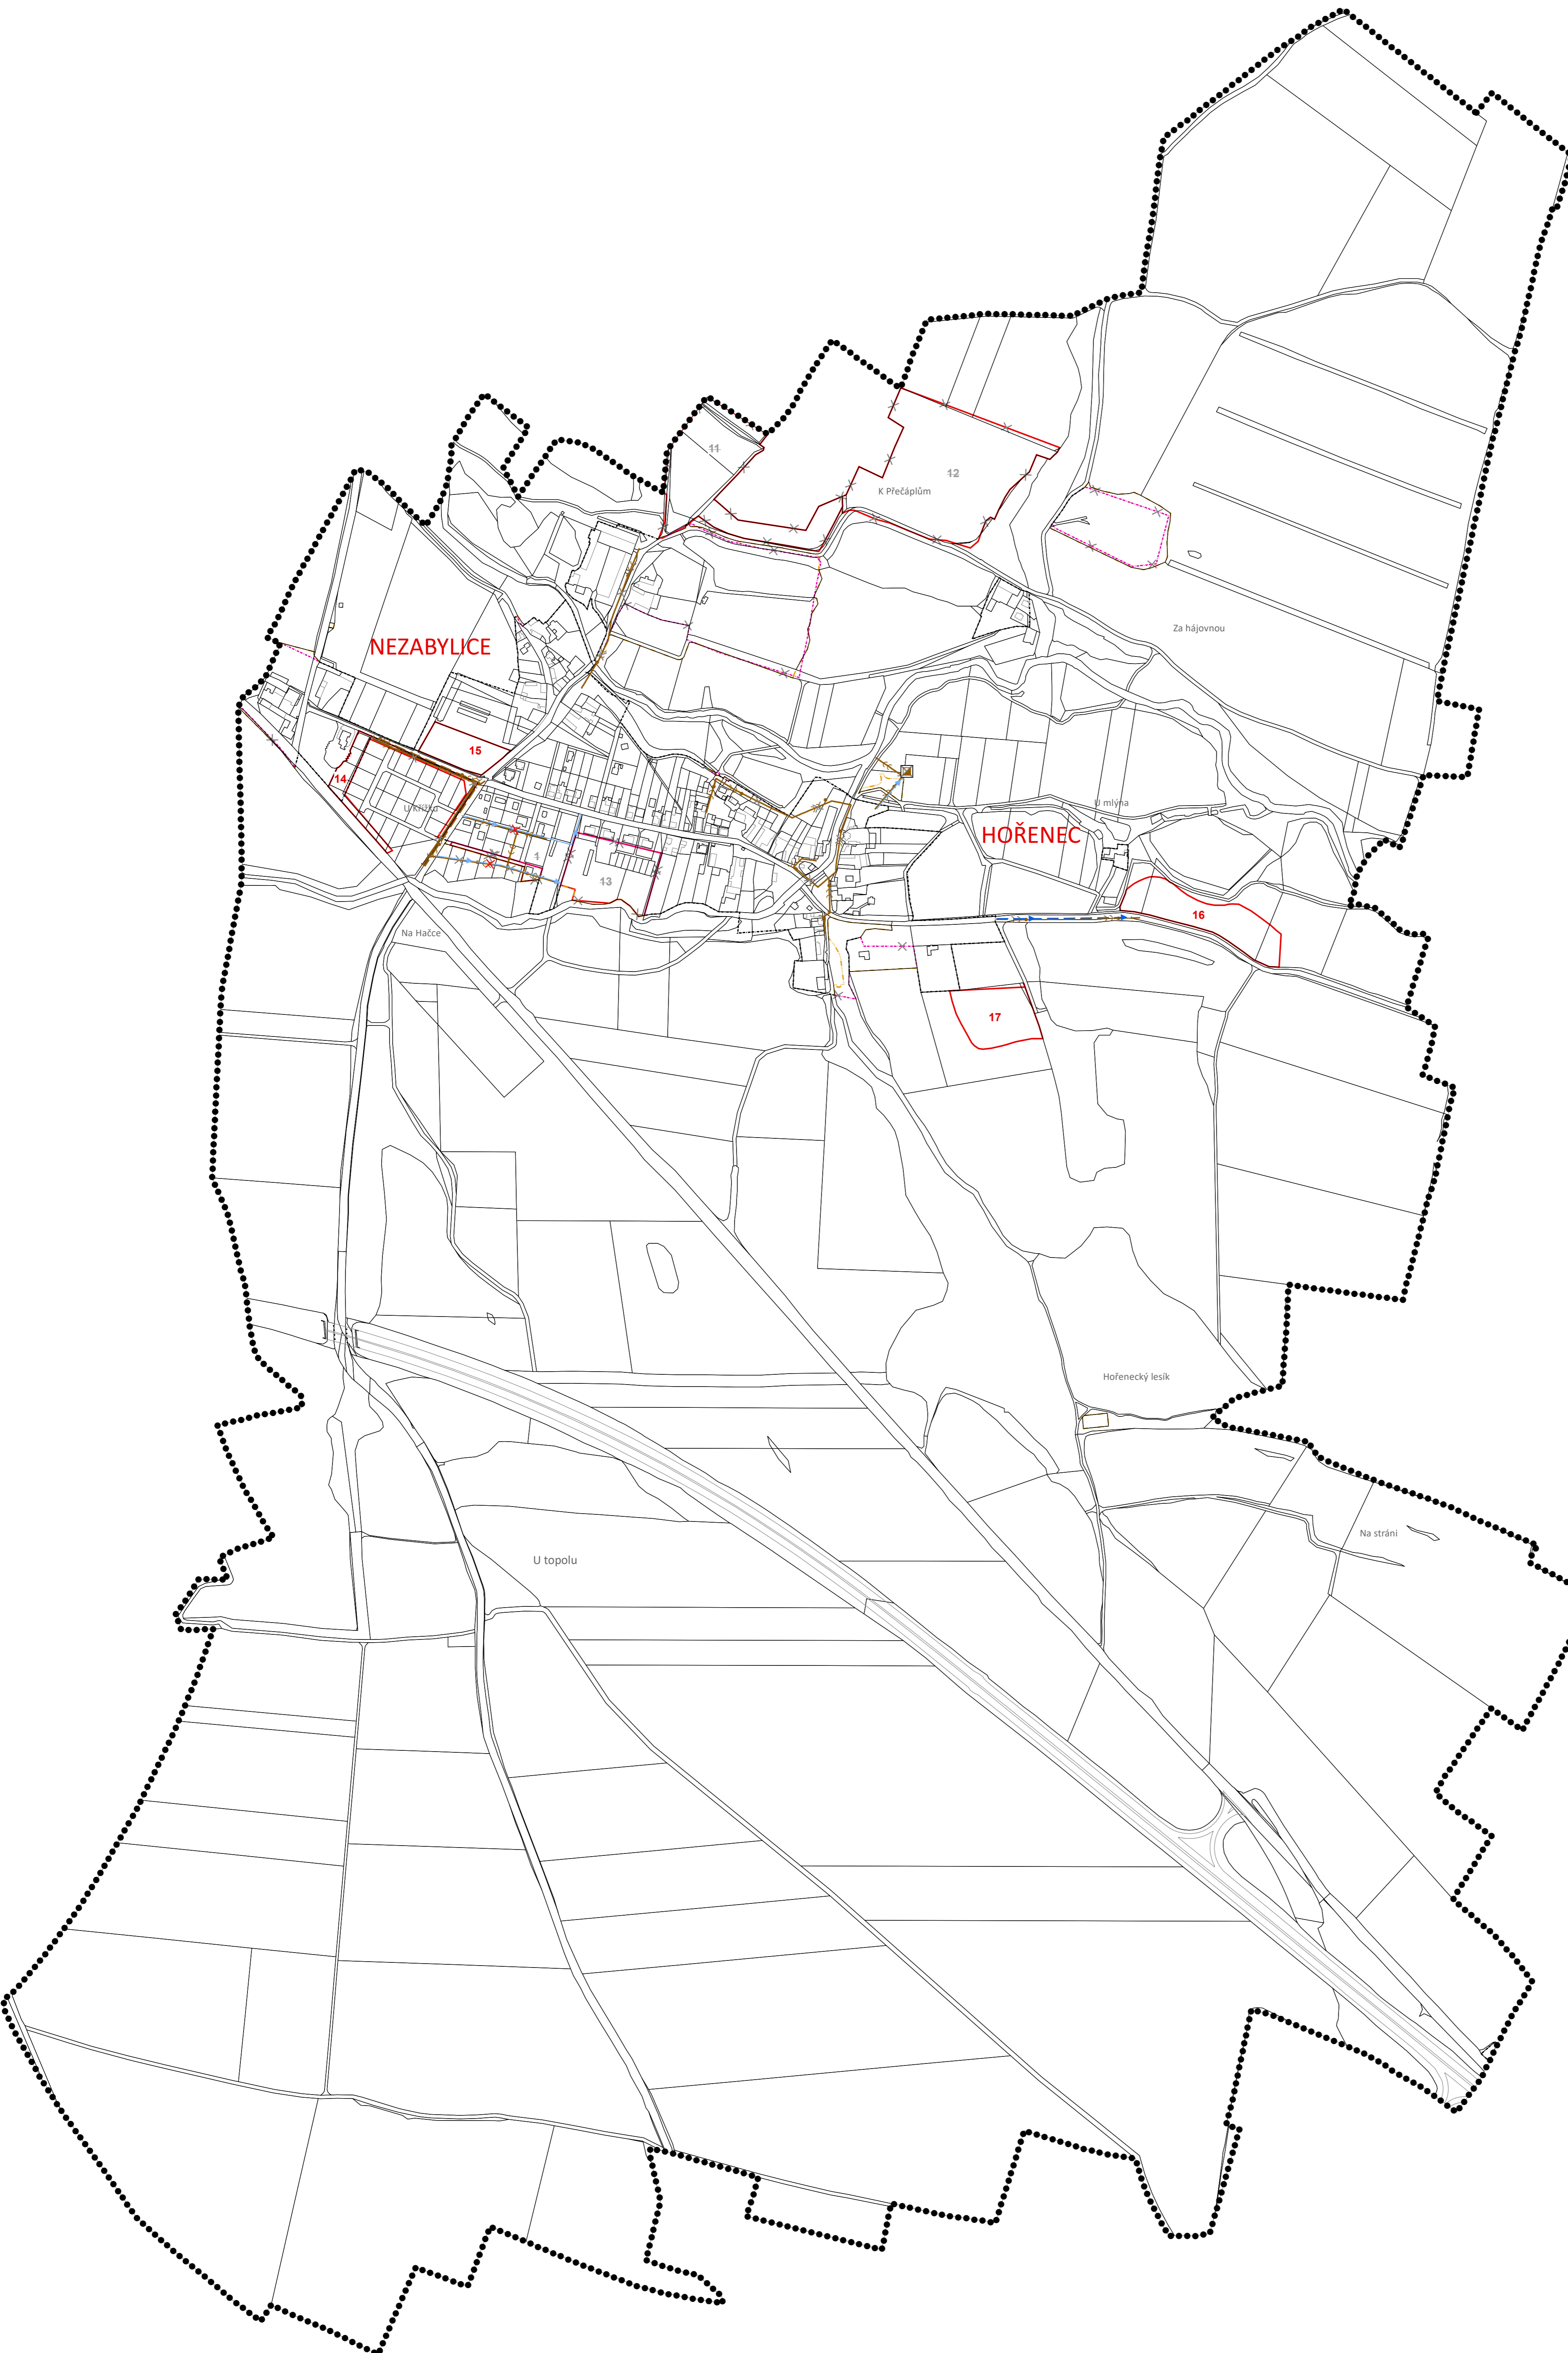 11
12
K Přečáplům
Za hájovnou
NEZABYLICE
15
14
U křížku
U mlýna
HOŘENEC
1
13
16
Na Hačce
17
Hořenecký lesík
Na stráni
U topolu